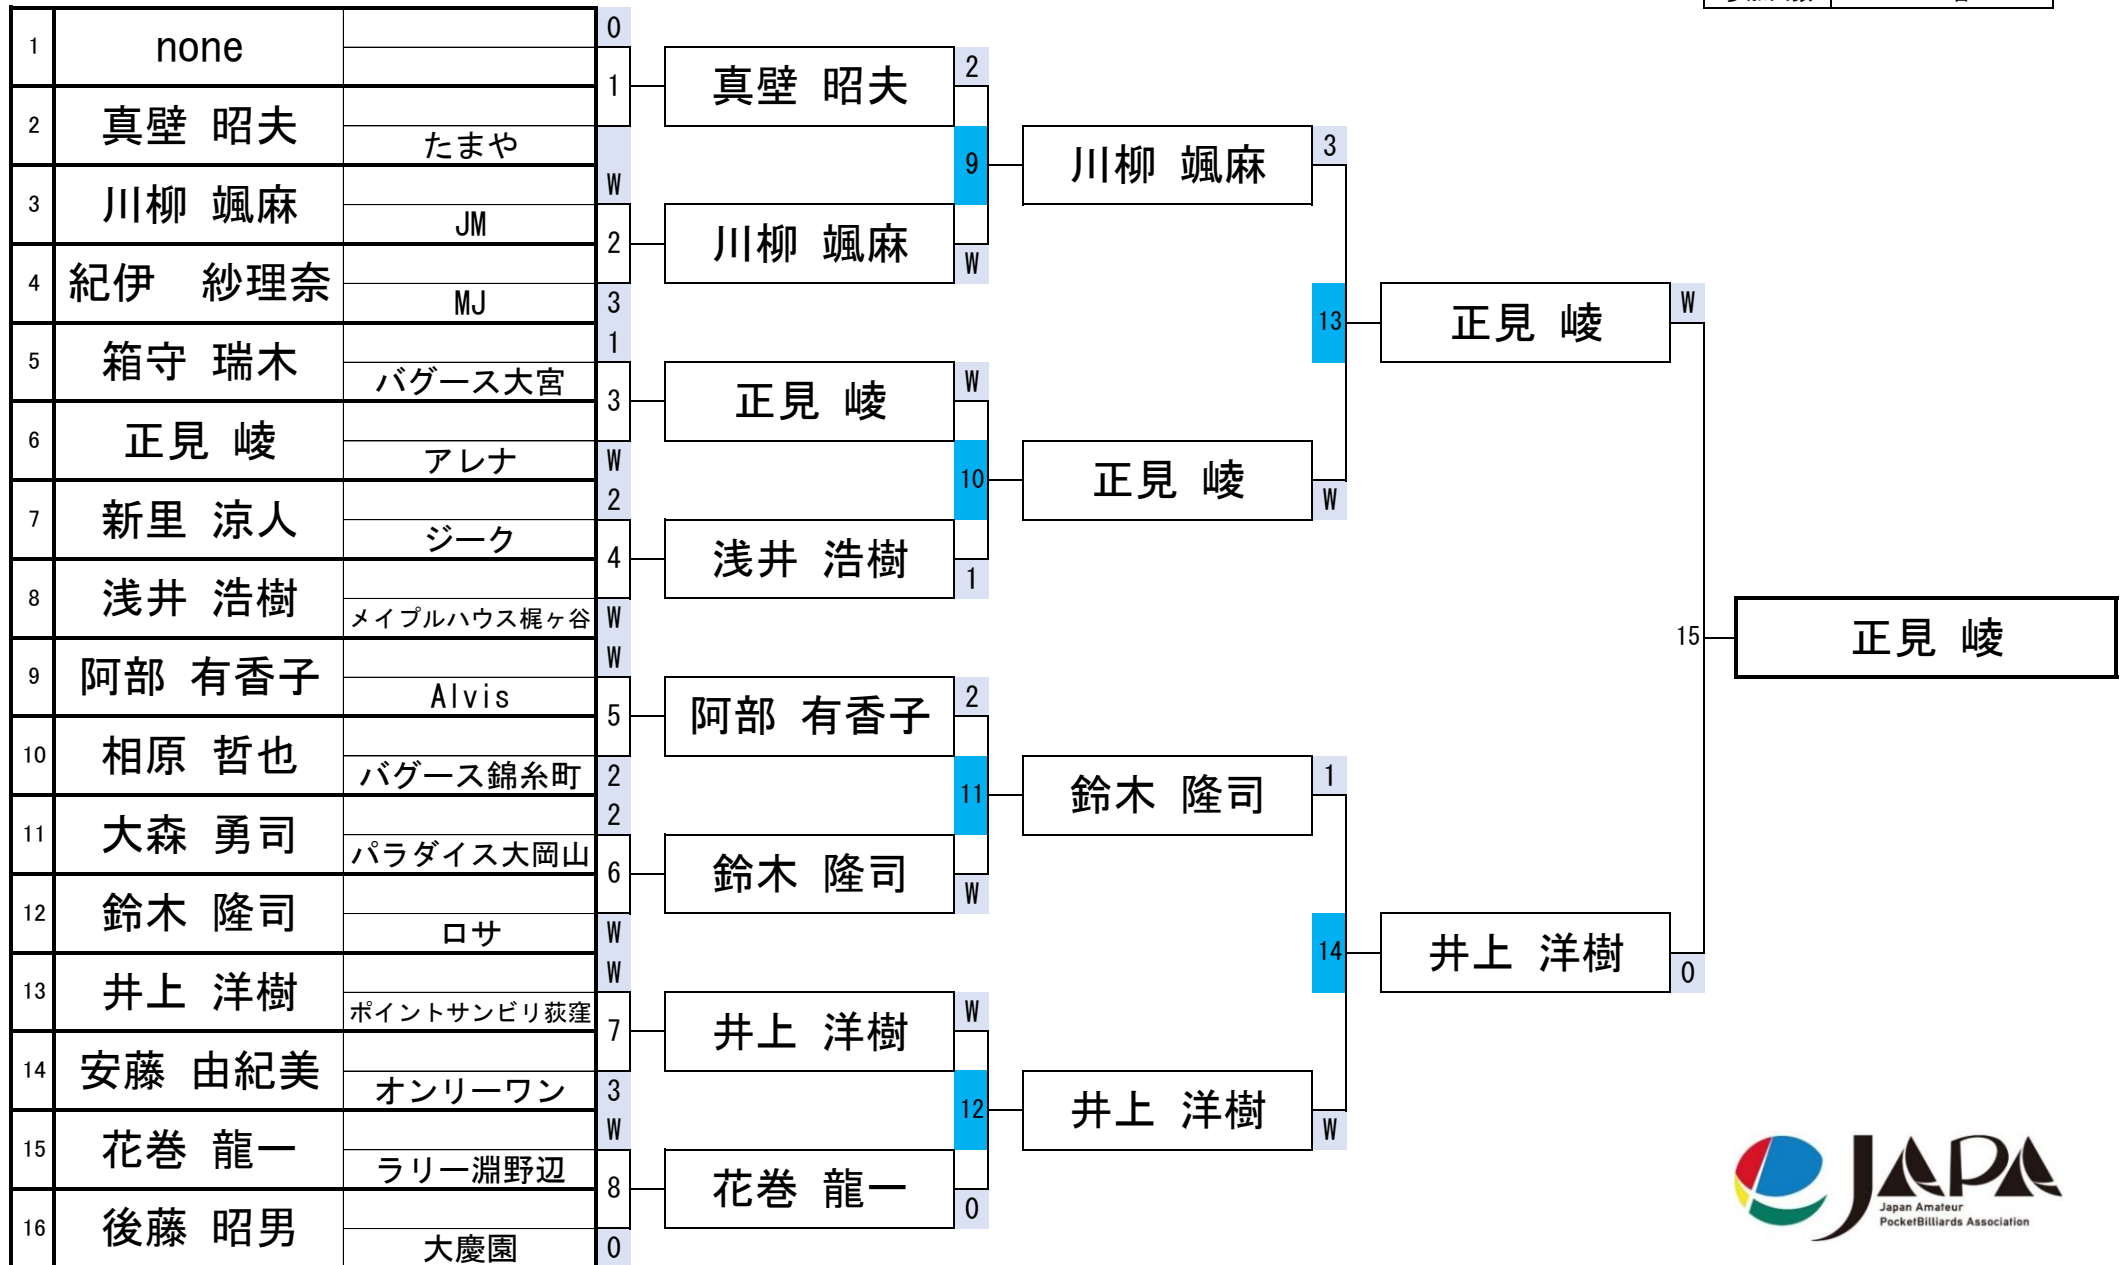 0
1 none
1 真壁 昭夫 2
2 真壁 昭夫
たまや
川柳 颯麻 3
9
W
3 川柳 颯麻
JM
2 川柳 颯麻 W
4 紀伊　紗理奈
MJ
3
正見 崚 W
13
1
5 箱守 瑞木
バグース大宮
3 正見 崚 W
6 正見 崚
アレナ
W
10 正見 崚 W
2
7 新里 涼人
ジーク
4 浅井 浩樹 1
8 浅井 浩樹
メイプルハウス梶ヶ谷
W
15 正見 崚
W
9 阿部 有香子
Alvis
5 阿部 有香子 2
10 相原 哲也
バグース錦糸町
2
11 鈴木 隆司 1
2
11 大森 勇司
パラダイス大岡山
6 鈴木 隆司 W
12 鈴木 隆司
ロサ
W
14 井上 洋樹 0
W
13 井上 洋樹
ポイントサンビリ荻窪
7 井上 洋樹 W
14 安藤 由紀美
オンリーワン
3
12 井上 洋樹 W
W
15 花巻 龍一
ラリー淵野辺
8 花巻 龍一 0
16 後藤 昭男
大慶園
0
JAPA
Japan Amateur
PocketBilliards Association